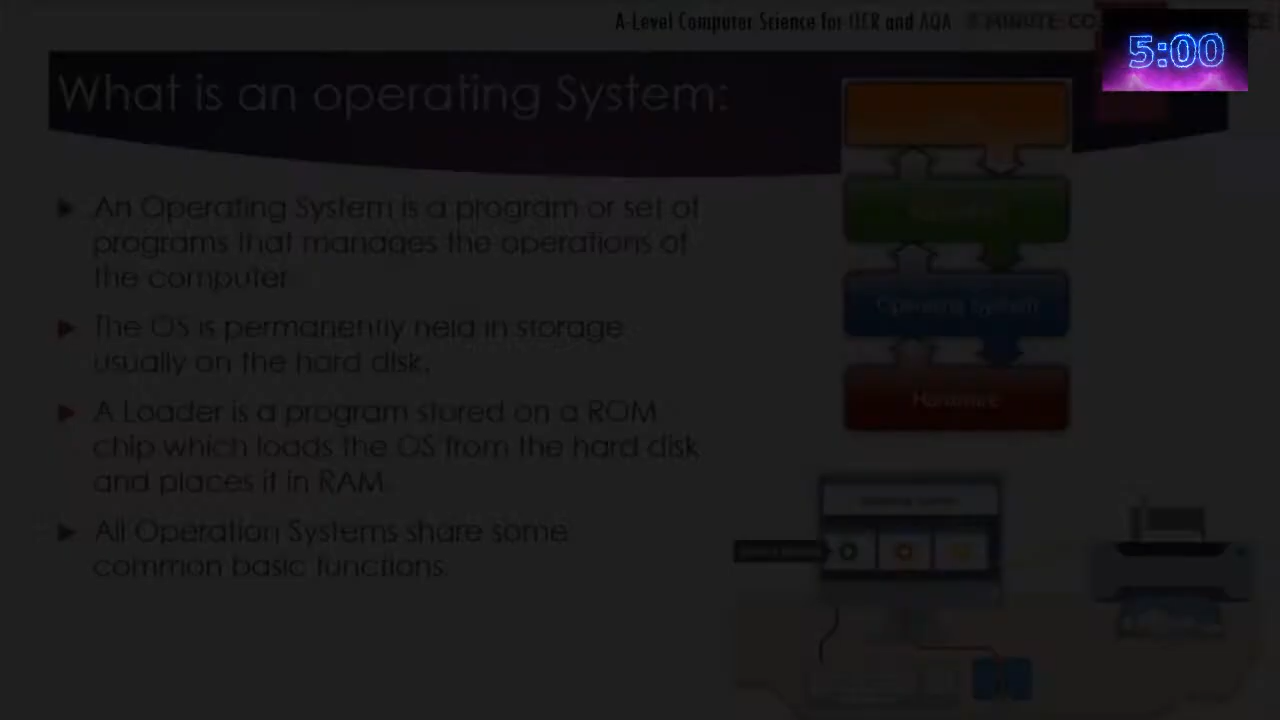 A-Level Computer Science for OCR and AQA 5 MINUTE
5:00
What is an operating System:
An Operating System is a program or set of
programs that manages the operations of
the computer
The OS is permanently held in storage
usually on the hard disk.
A Loader is a program stored on a ROM
chip which loads the OS from the hard disk
and places it in RAM.
All Operation Systems share some
common basic functions.
Operating System
Hardware